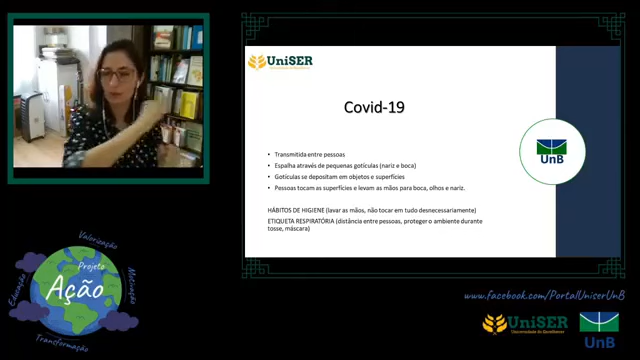 UniSER
Covid-19
• Transmitida entre pessoas
• Espalha através de pequenas gotículas (nariz e boca)
• Gotículas se depositam em objetos e superfícies
• Pessoas tocam as superfícies e levam as mãos para boca, olhos e nariz.
HÁBITOS DE HIGIENE (lavar as mãos, não tocar em tudo desnecessariamente)
ETIQUETA RESPIRATÓRIA (distância entre pessoas, proteger o ambiente durante
tosse, máscara)
UnB
Valorização
Educação
Projeto
Ação
Motivação
Transformação
www.facebook.com/PortalUniserUnB
UniSER
UnB